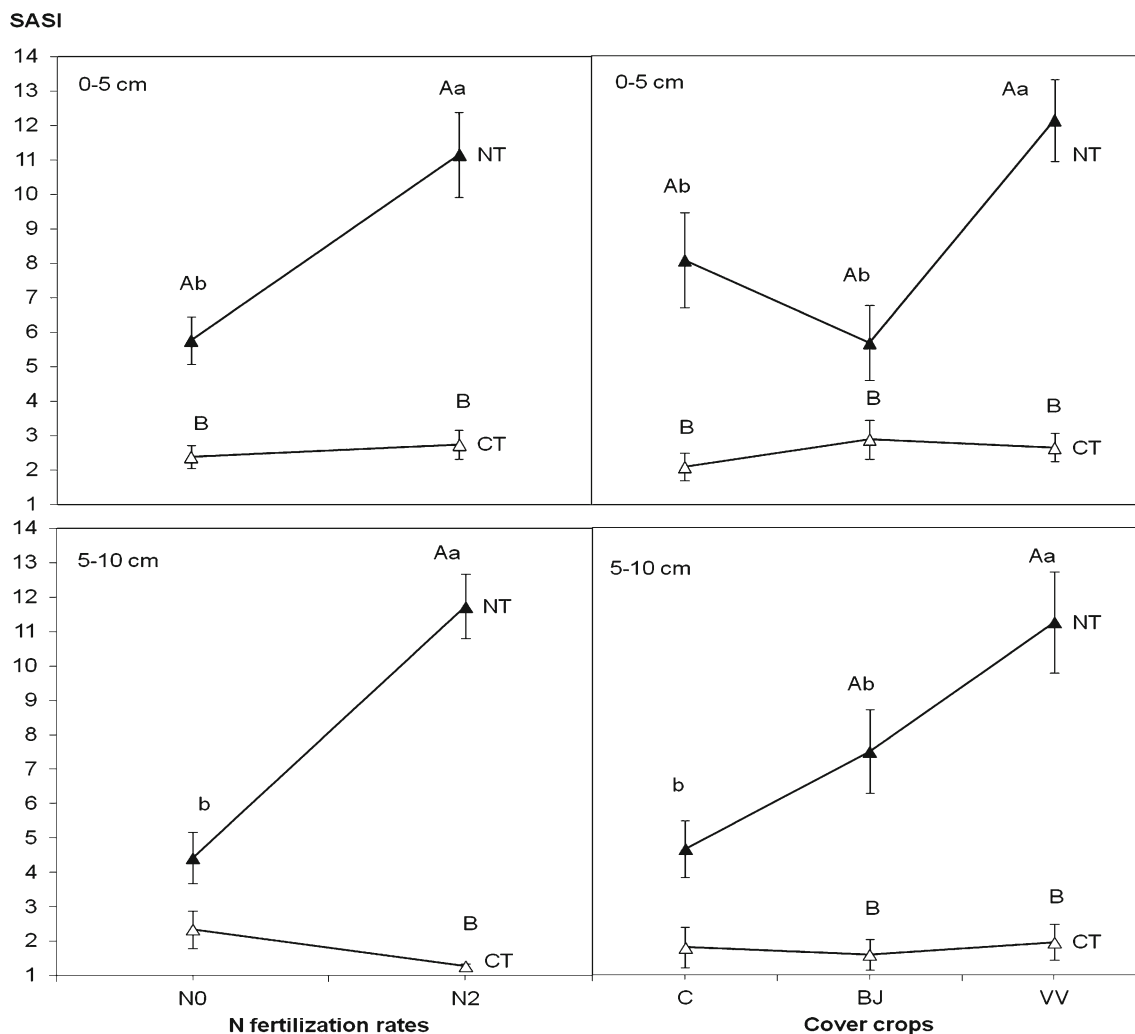 SASI
14
13
12
11
10
9
8
7
6
5
4
3
2
1
0-5 cm
Aa
NT
Ab
B
B
CT
0-5 cm
Aa
NT
Ab
Ab
B
B
B
CT
14
13
12
11
10
9
8
7
6
5
4
3
2
1
5-10 cm
Aa
NT
b
B
CT
N0
N2
N fertilization rates
5-10 cm
Aa
NT
Ab
b
B
B
CT
C
BJ
VV
Cover crops